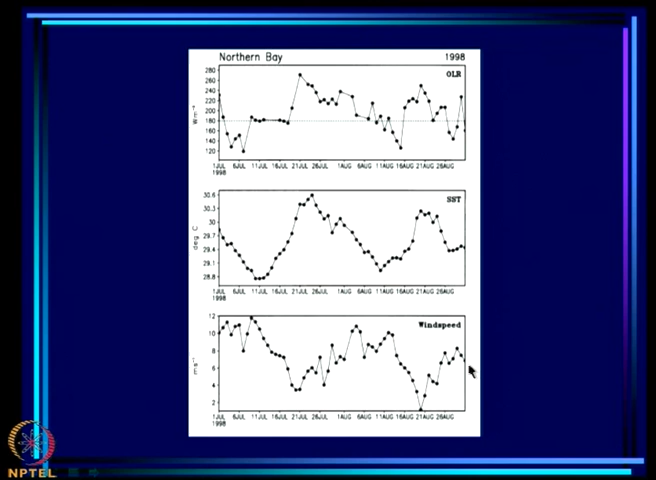 Northern Bay 1998
OLR
280
260
240
220
200
180
160
140
120
Wm⁻²
1JUL 6JUL 11JUL 16JUL 21JUL 26JUL 1AUG 6AUG 11AUG 16AUG 21AUG 26AUG
1998
SST
30.6
30.3
30
29.7
29.4
29.1
28.8
deg C
1JUL 6JUL 11JUL 16JUL 21JUL 26JUL 1AUG 6AUG 11AUG 16AUG 21AUG 26AUG
1998
Windspeed
12
10
8
6
4
2
ms⁻¹
1JUL 6JUL 11JUL 16JUL 21JUL 26JUL 1AUG 6AUG 11AUG 16AUG 21AUG 26AUG
1998
NPTEL